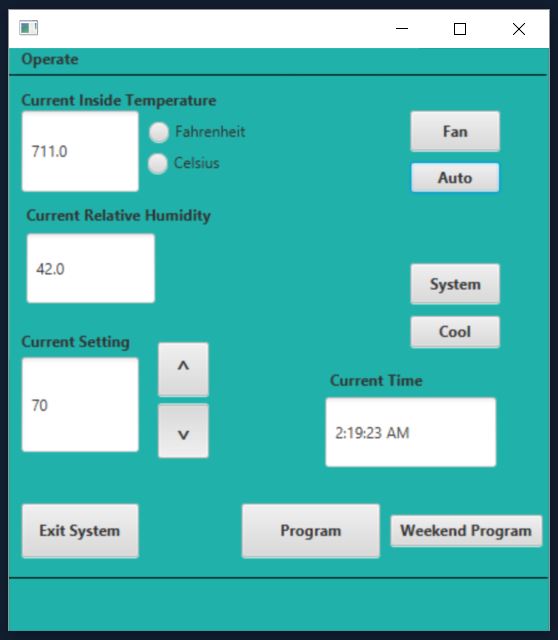 Operate
Current Inside Temperature
711.0
Fahrenheit
Celsius
Fan
Auto
Current Relative Humidity
42.0
System
Cool
Current Setting
70
^
v
Current Time
2:19:23 AM
Exit System
Program
Weekend Program